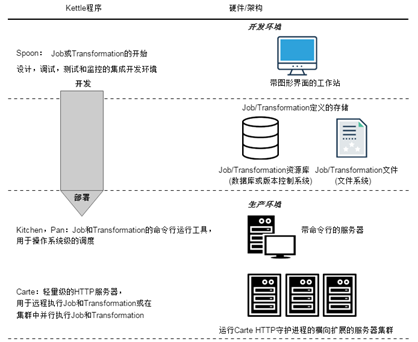 Kettle程序
硬件/架构
开发环境
Spoon： Job或Transformation的开始
设计，调试，测试和监控的集成开发环境
开发
带图形界面的工作站
Job/Transformation定义的存储
Job/Transformation资源库
(数据库或版本控制系统)
Job/Transformation文件
(文件系统)
部署
生产环境
Kitchen，Pan：Job和Transformation的命令行运行工具，
用于操作系统级的调度
带命令行的服务器
Carte：轻量级的HTTP服务器，
用于远程执行Job和Transformation或在
集群中并行执行Job和Transformation
运行Carte HTTP守护进程的横向扩展的服务器集群